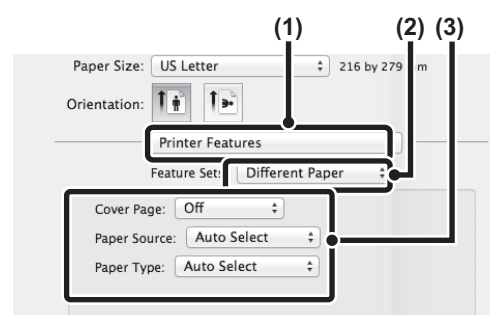 (1) (2) (3)
Paper Size: US Letter 216 by 279 m
Orientation:
Printer Features
Feature Set: Different Paper
Cover Page: Off
Paper Source: Auto Select
Paper Type: Auto Select